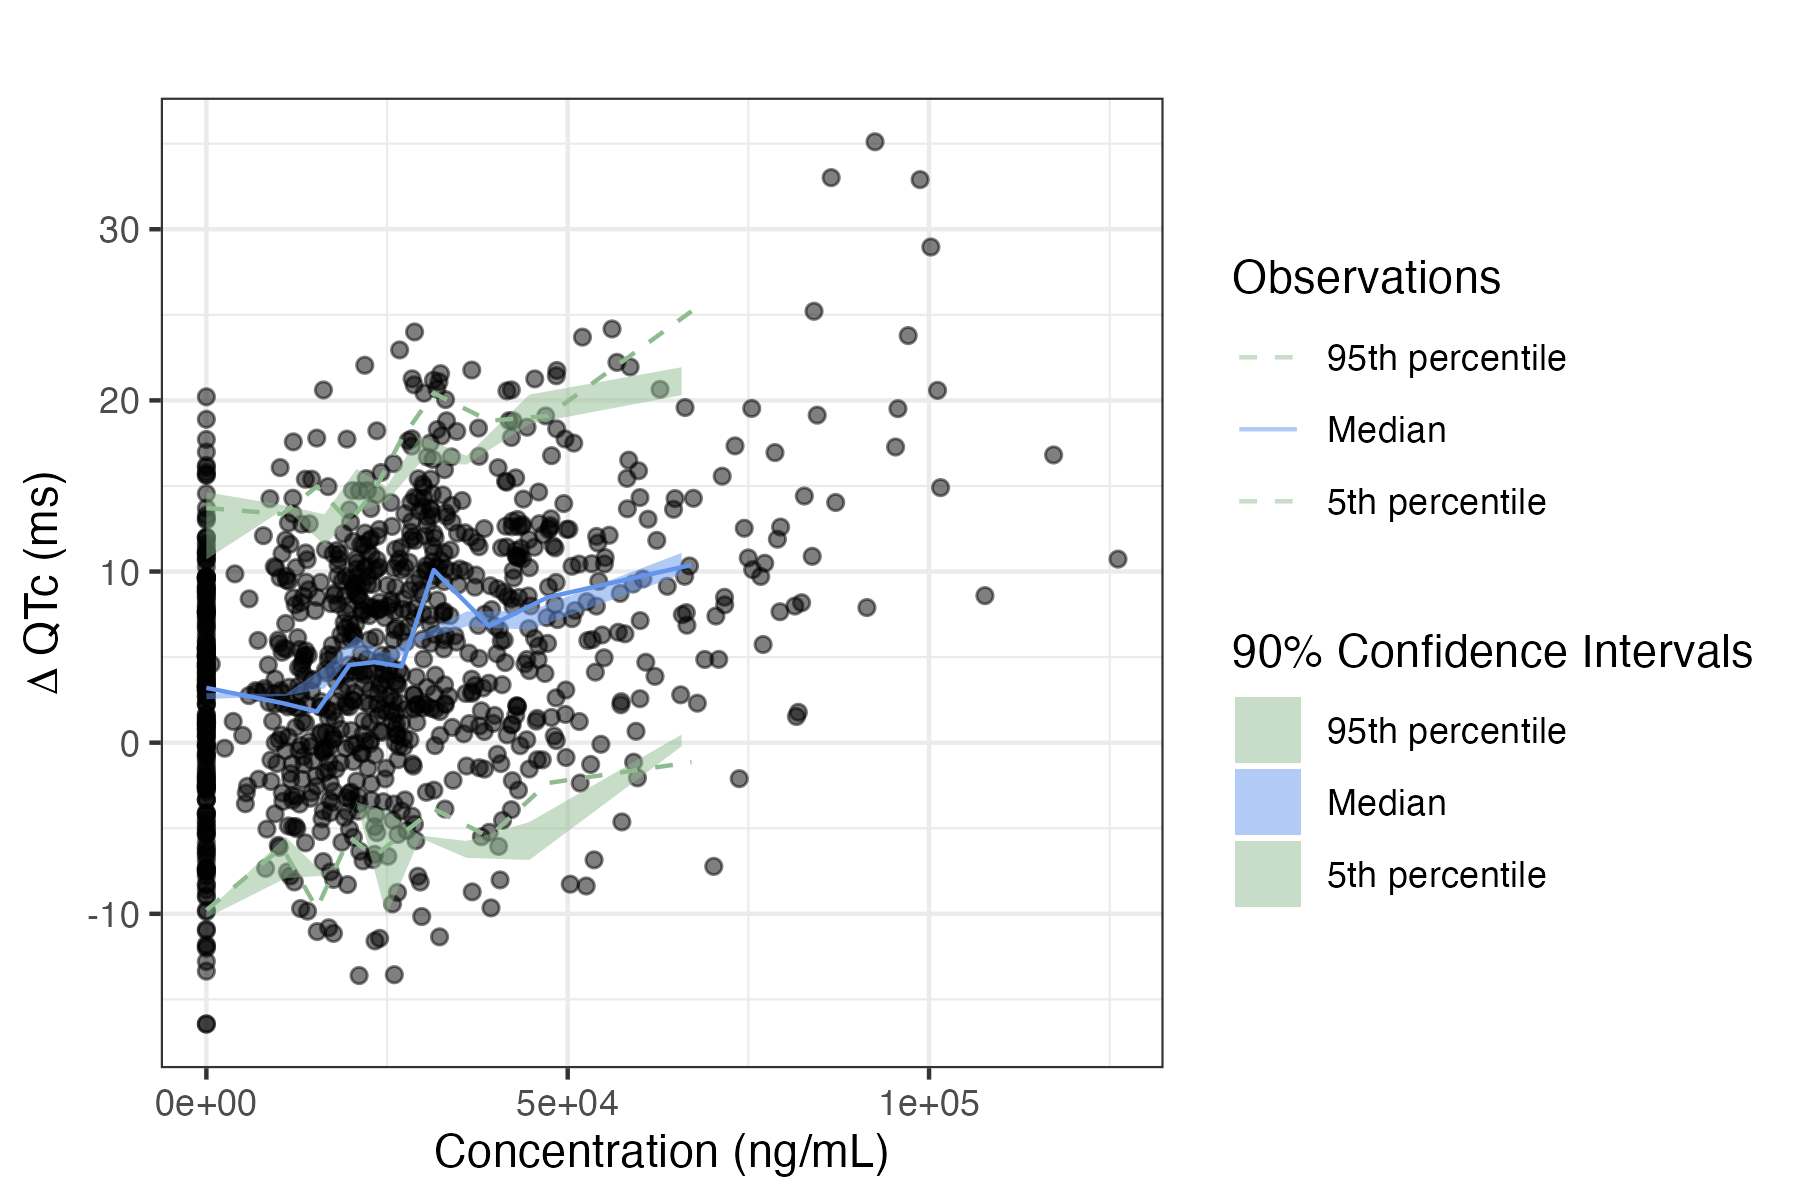 30
20
10
0
-10
0e+00
5e+04
1e+05
Δ QTc (ms)
Concentration (ng/mL)
Observations
95th percentile
Median
5th percentile
90% Confidence Intervals
95th percentile
Median
5th percentile